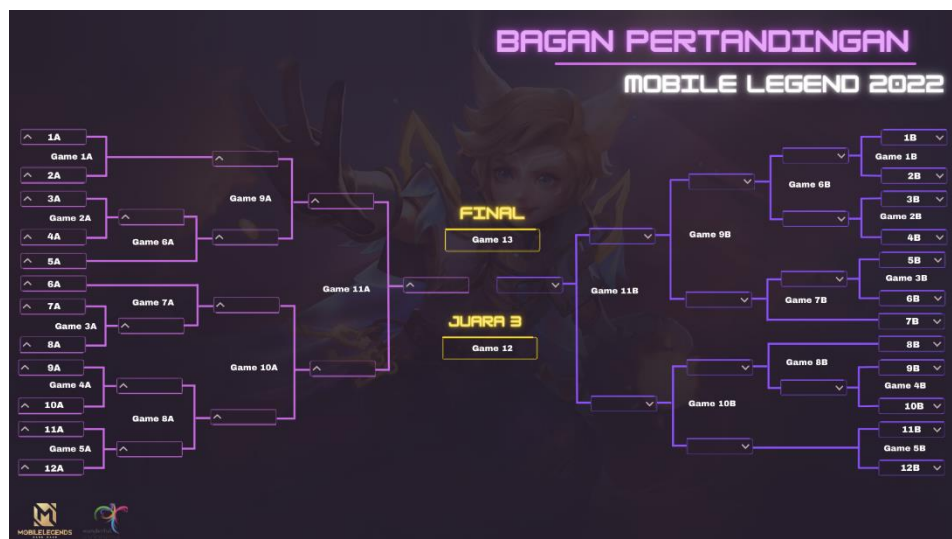 BAGAN PERTANDINGAN
MOBILE LEGEND 2022
1A
Game 1A
2A
3A
Game 2A
4A
Game 6A
5A
Game 9A
6A
Game 7A
7A
Game 3A
8A
9A
Game 4A
10A
Game 8A
11A
Game 5A
12A
Game 10A
Game 11A
FINAL
Game 13
JUARA 3
Game 12
1B
Game 1B
2B
Game 6B
3B
Game 2B
4B
Game 9B
5B
Game 3B
6B
Game 7B
7B
Game 11B
8B
Game 8B
9B
Game 4B
10B
Game 10B
11B
Game 5B
12B
MOBILE LEGENDS